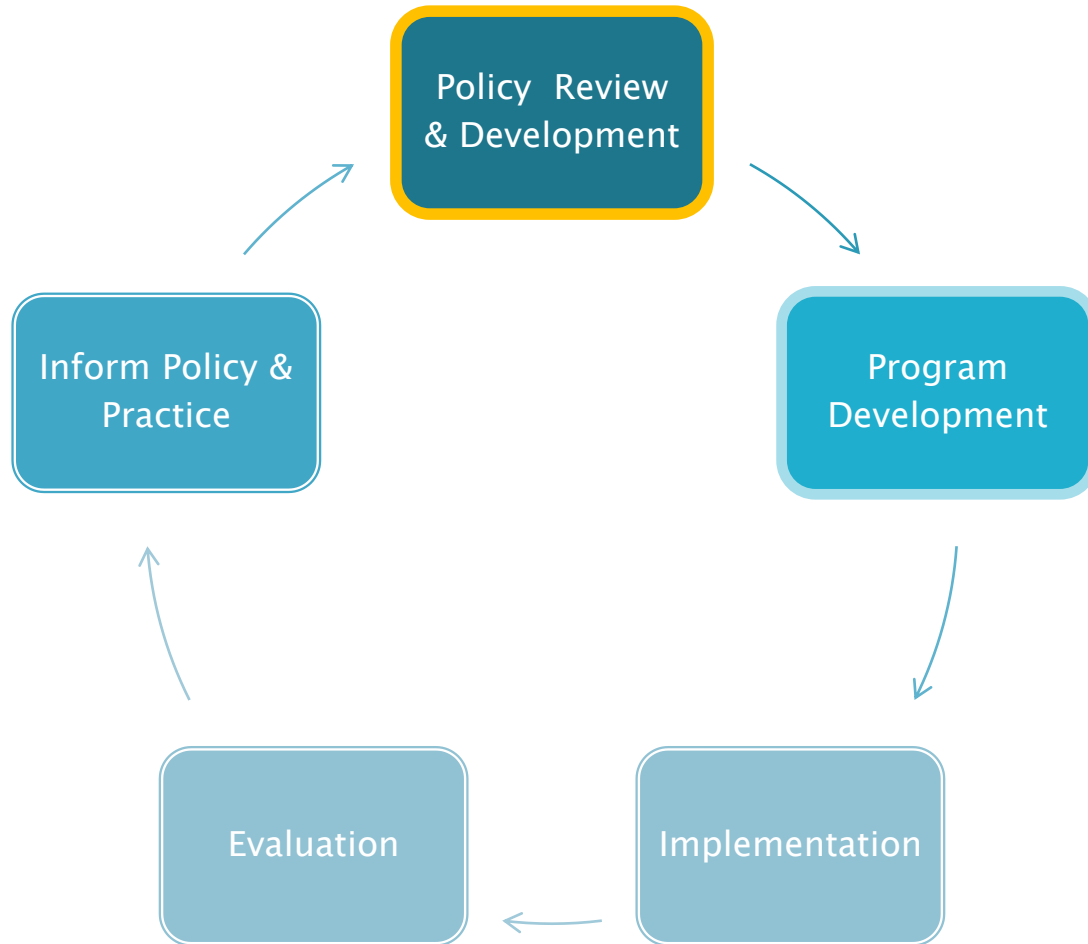 Policy Review
& Development
Program
Development
Implementation
Evaluation
Inform Policy &
Practice